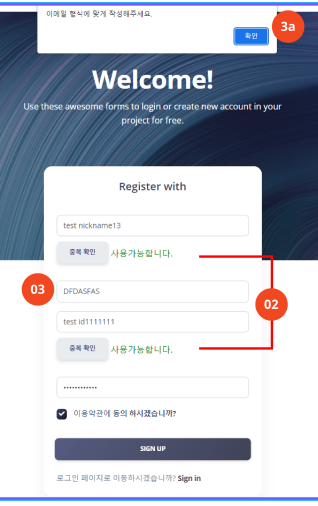 이메일 형식에 맞게 작성해주세요.
확인
3a
Welcome!
Use these awesome forms to login or create new account in your
project for free.
Register with
test nickname13
중복 확인
사용가능합니다.
03
DFDASFAS
02
test id1111111
중복 확인
사용가능합니다.
••••••••••••
이용약관에 동의 하시겠습니까?
SIGN UP
로그인 페이지로 이동하시겠습니까? Sign in